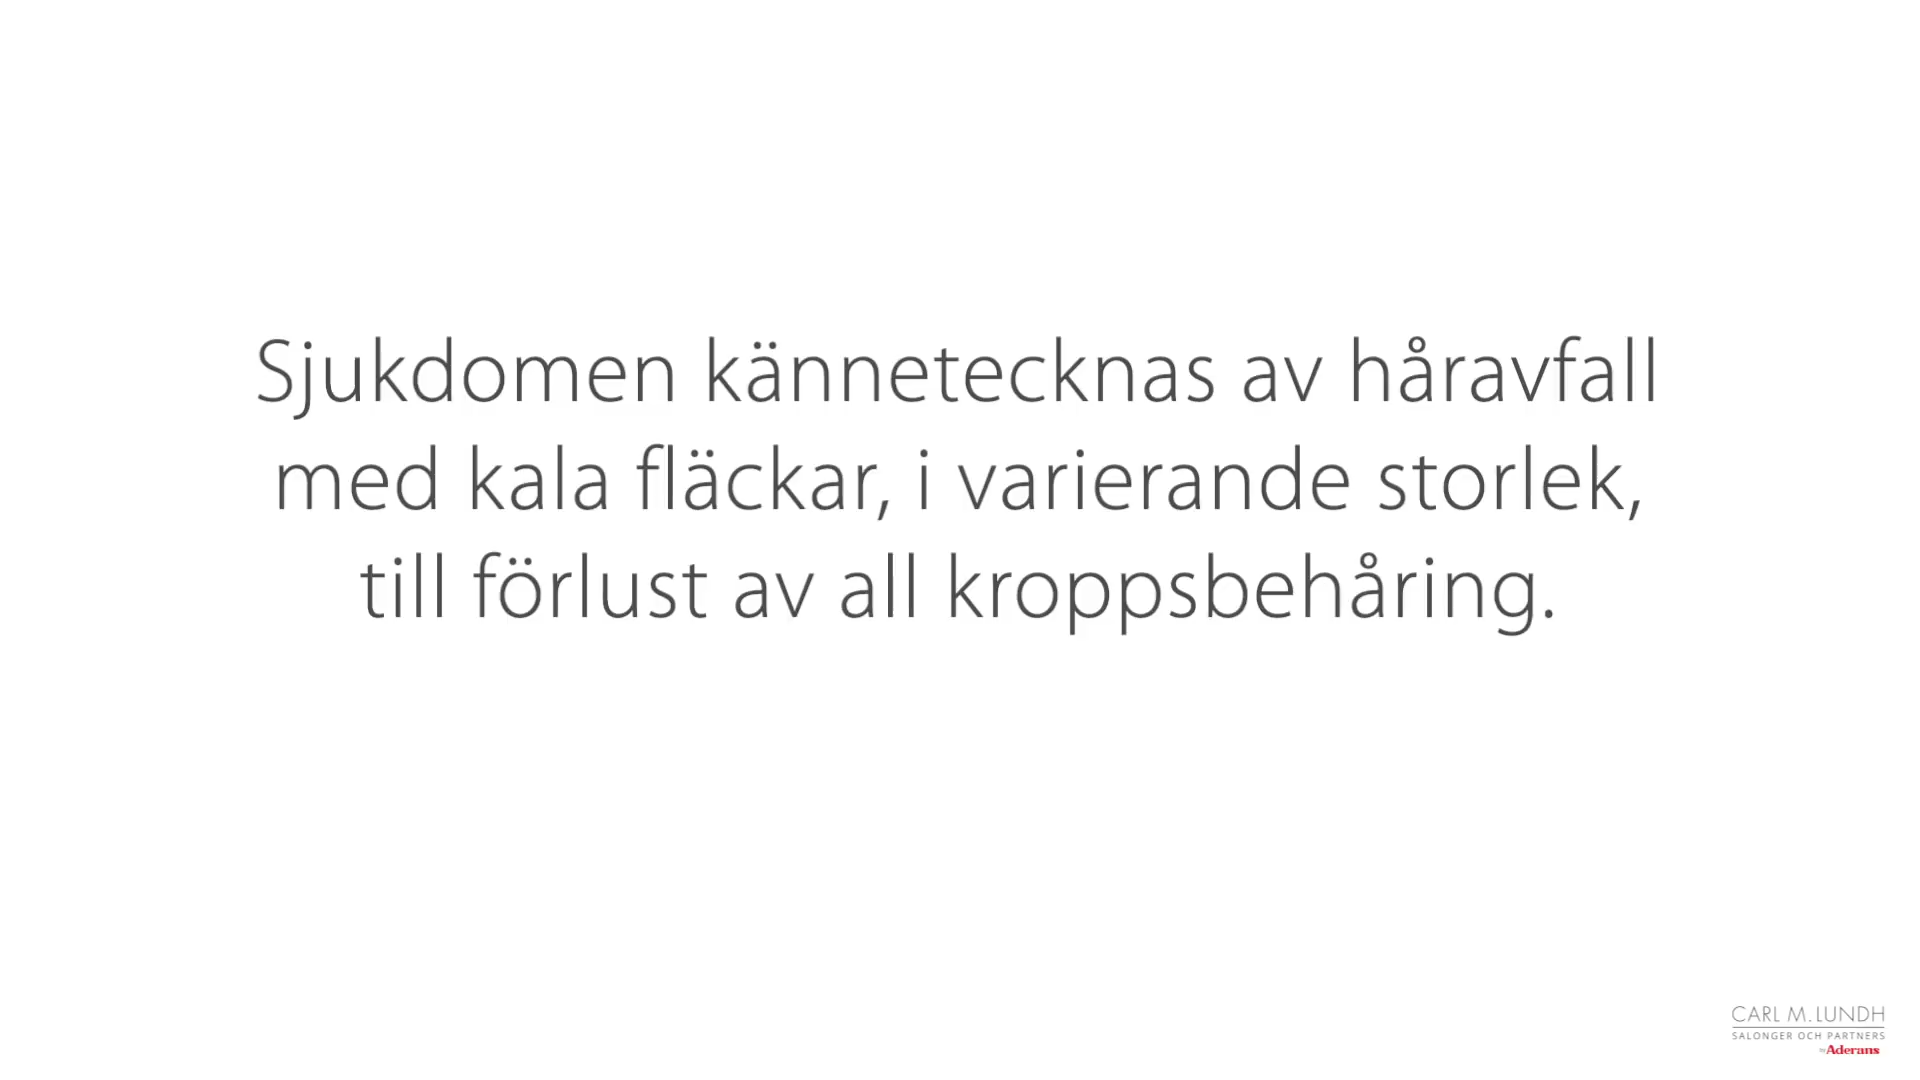 Sjukdomen kännetecknas av håravfall
med kala fläckar, i varierande storlek,
till förlust av all kroppsbehåring.
CARL M. LUNDH
SALONGER OCH PARTNERS
Aderans